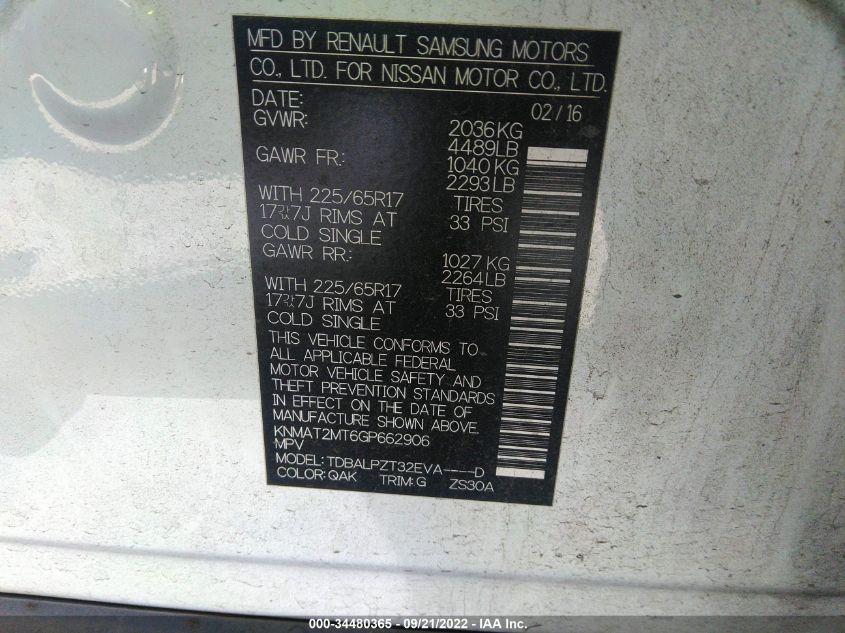 MFD BY RENAULT SAMSUNG MOTORS
CO., LTD. FOR NISSAN MOTOR CO., LTD.
DATE: 02/16
GVWR: 2036KG
4489LB
GAWR FR.: 1040KG
2293LB
WITH 225/65R17 TIRES
17X7J RIMS AT 33 PSI
COLD SINGLE
GAWR RR.: 1027KG
2264LB
WITH 225/65R17 TIRES
17X7J RIMS AT 33 PSI
COLD SINGLE
THIS VEHICLE CONFORMS TO
ALL APPLICABLE FEDERAL
MOTOR VEHICLE SAFETY AND
THEFT PREVENTION STANDARDS
IN EFFECT ON THE DATE OF
MANUFACTURE SHOWN ABOVE.
KNMAT2MT6GP662906
MPV
MODEL: TDBALPZT32EVA----D
COLOR: QAK TRIM: G ZS30A
000-34480365 - 09/21/2022 - IAA Inc.